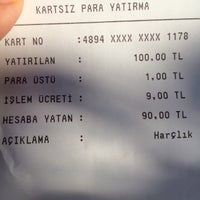 KARTSIZ PARA YATIRMA
KART NO :4894 XXXX XXXX 1178
YATIRILAN : 100,00 TL
PARA ÜSTÜ : 1,00 TL
İŞLEM ÜCRETİ : 9,00 TL
HESABA YATAN : 90,00 TL
AÇIKLAMA : Harçlık